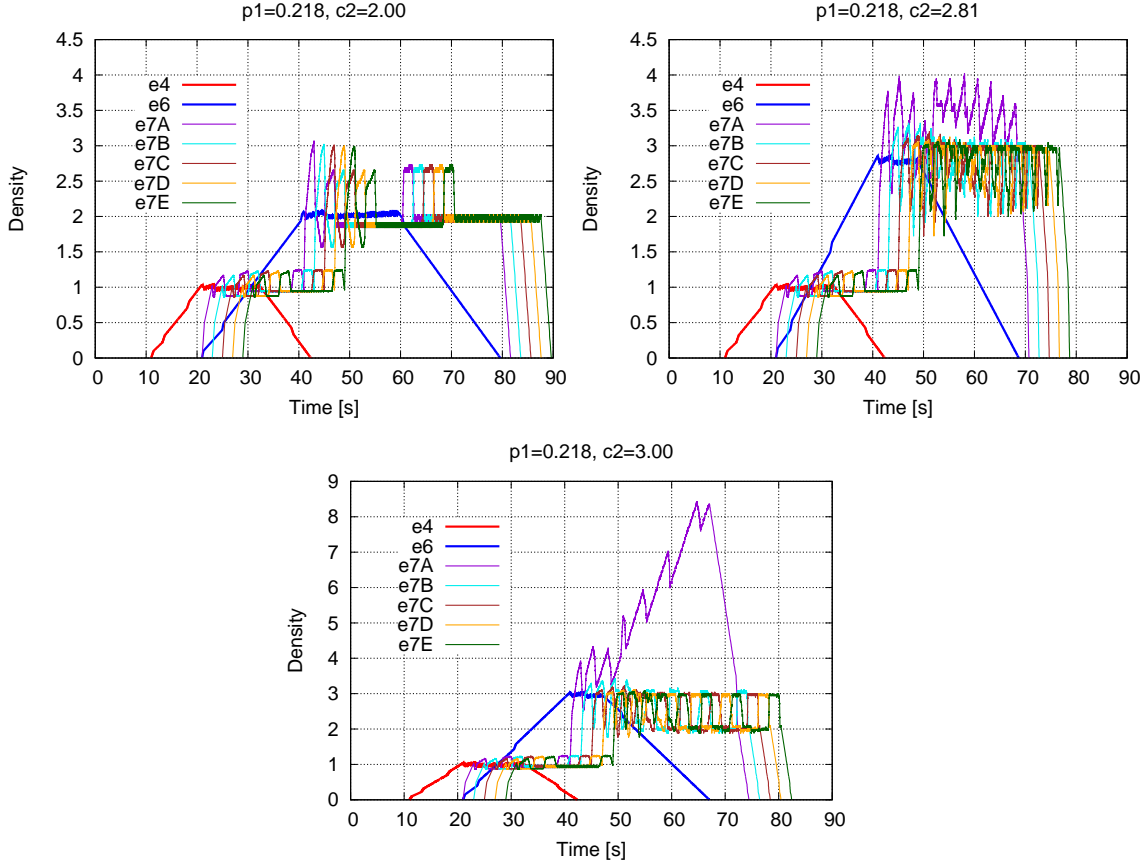 p1=0.218, c2=2.00
4.5
4
3.5
3
2.5
2
1.5
1
0.5
0
Density
e4
e6
e7A
e7B
e7C
e7D
e7E
0 10 20 30 40 50 60 70 80 90
Time [s]
p1=0.218, c2=2.81
4.5
4
3.5
3
2.5
2
1.5
1
0.5
0
Density
e4
e6
e7A
e7B
e7C
e7D
e7E
0 10 20 30 40 50 60 70 80 90
Time [s]
p1=0.218, c2=3.00
9
8
7
6
5
4
3
2
1
0
Density
e4
e6
e7A
e7B
e7C
e7D
e7E
0 10 20 30 40 50 60 70 80 90
Time [s]